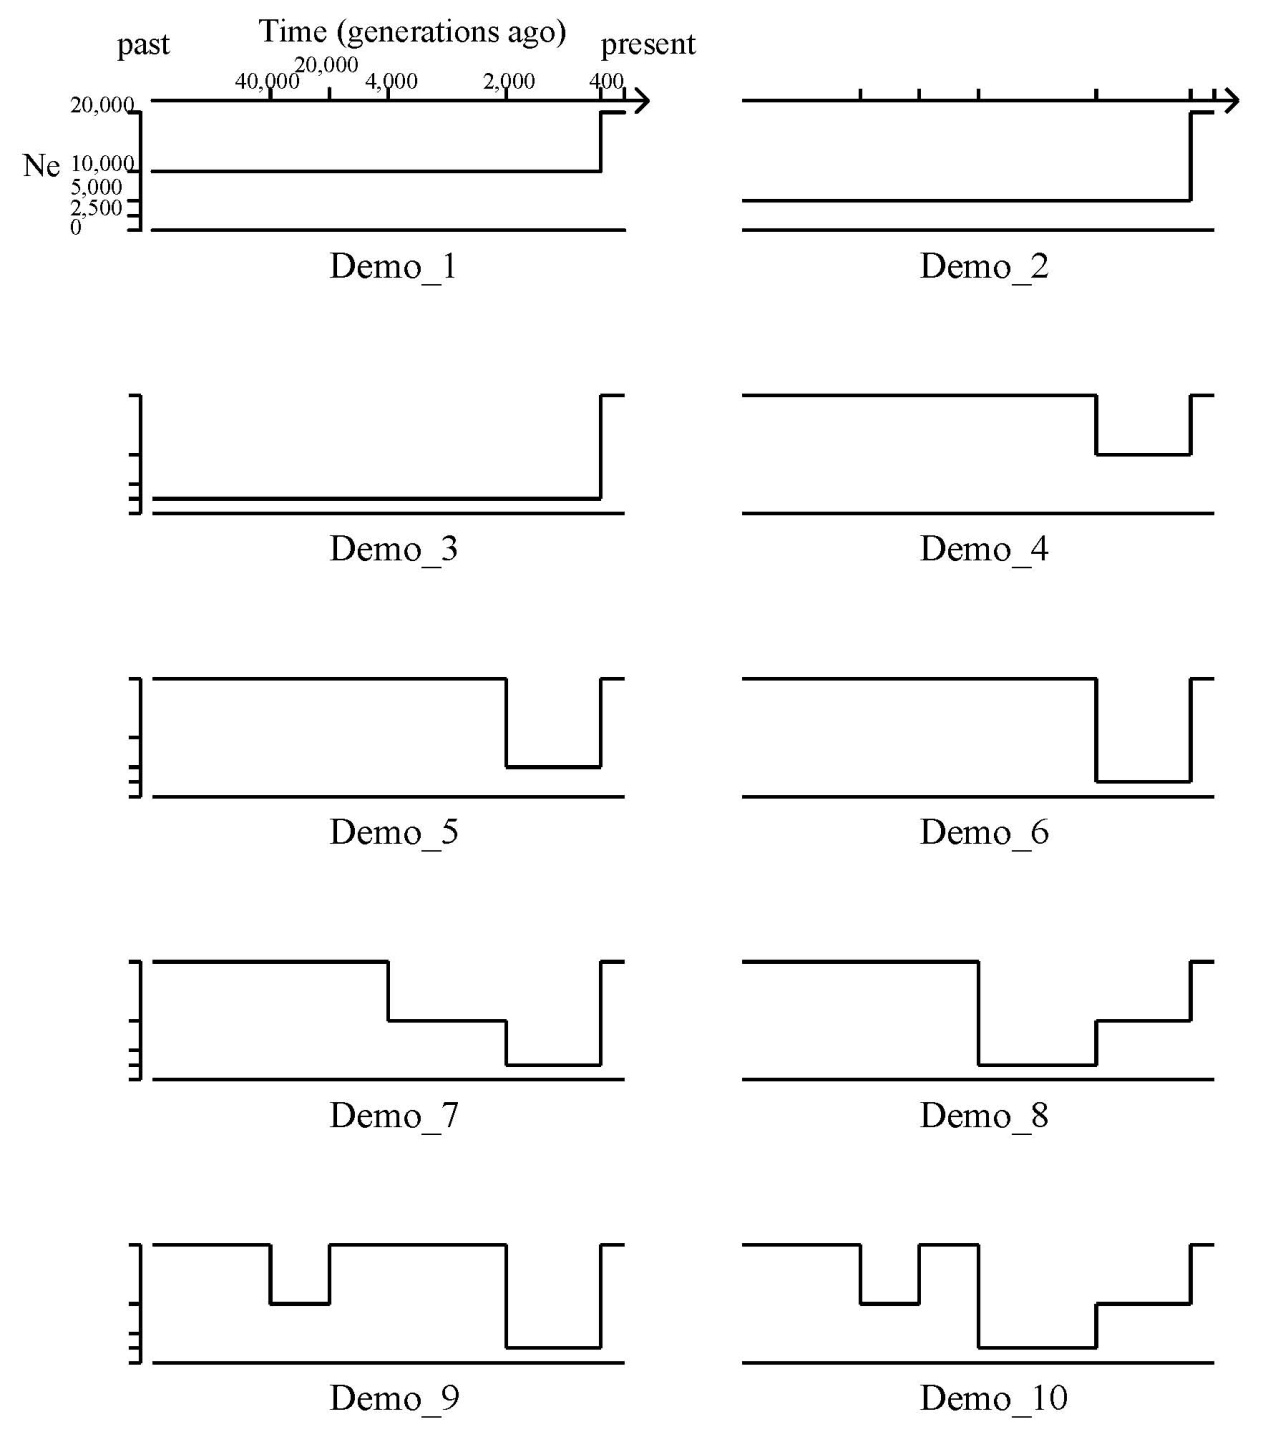 Time (generations ago)
past
present
20,000
40,000
4,000
2,000
400
20,000
Ne
10,000
5,000
2,500
0
Demo_1
Demo_2
Demo_3
Demo_4
Demo_5
Demo_6
Demo_7
Demo_8
Demo_9
Demo_10